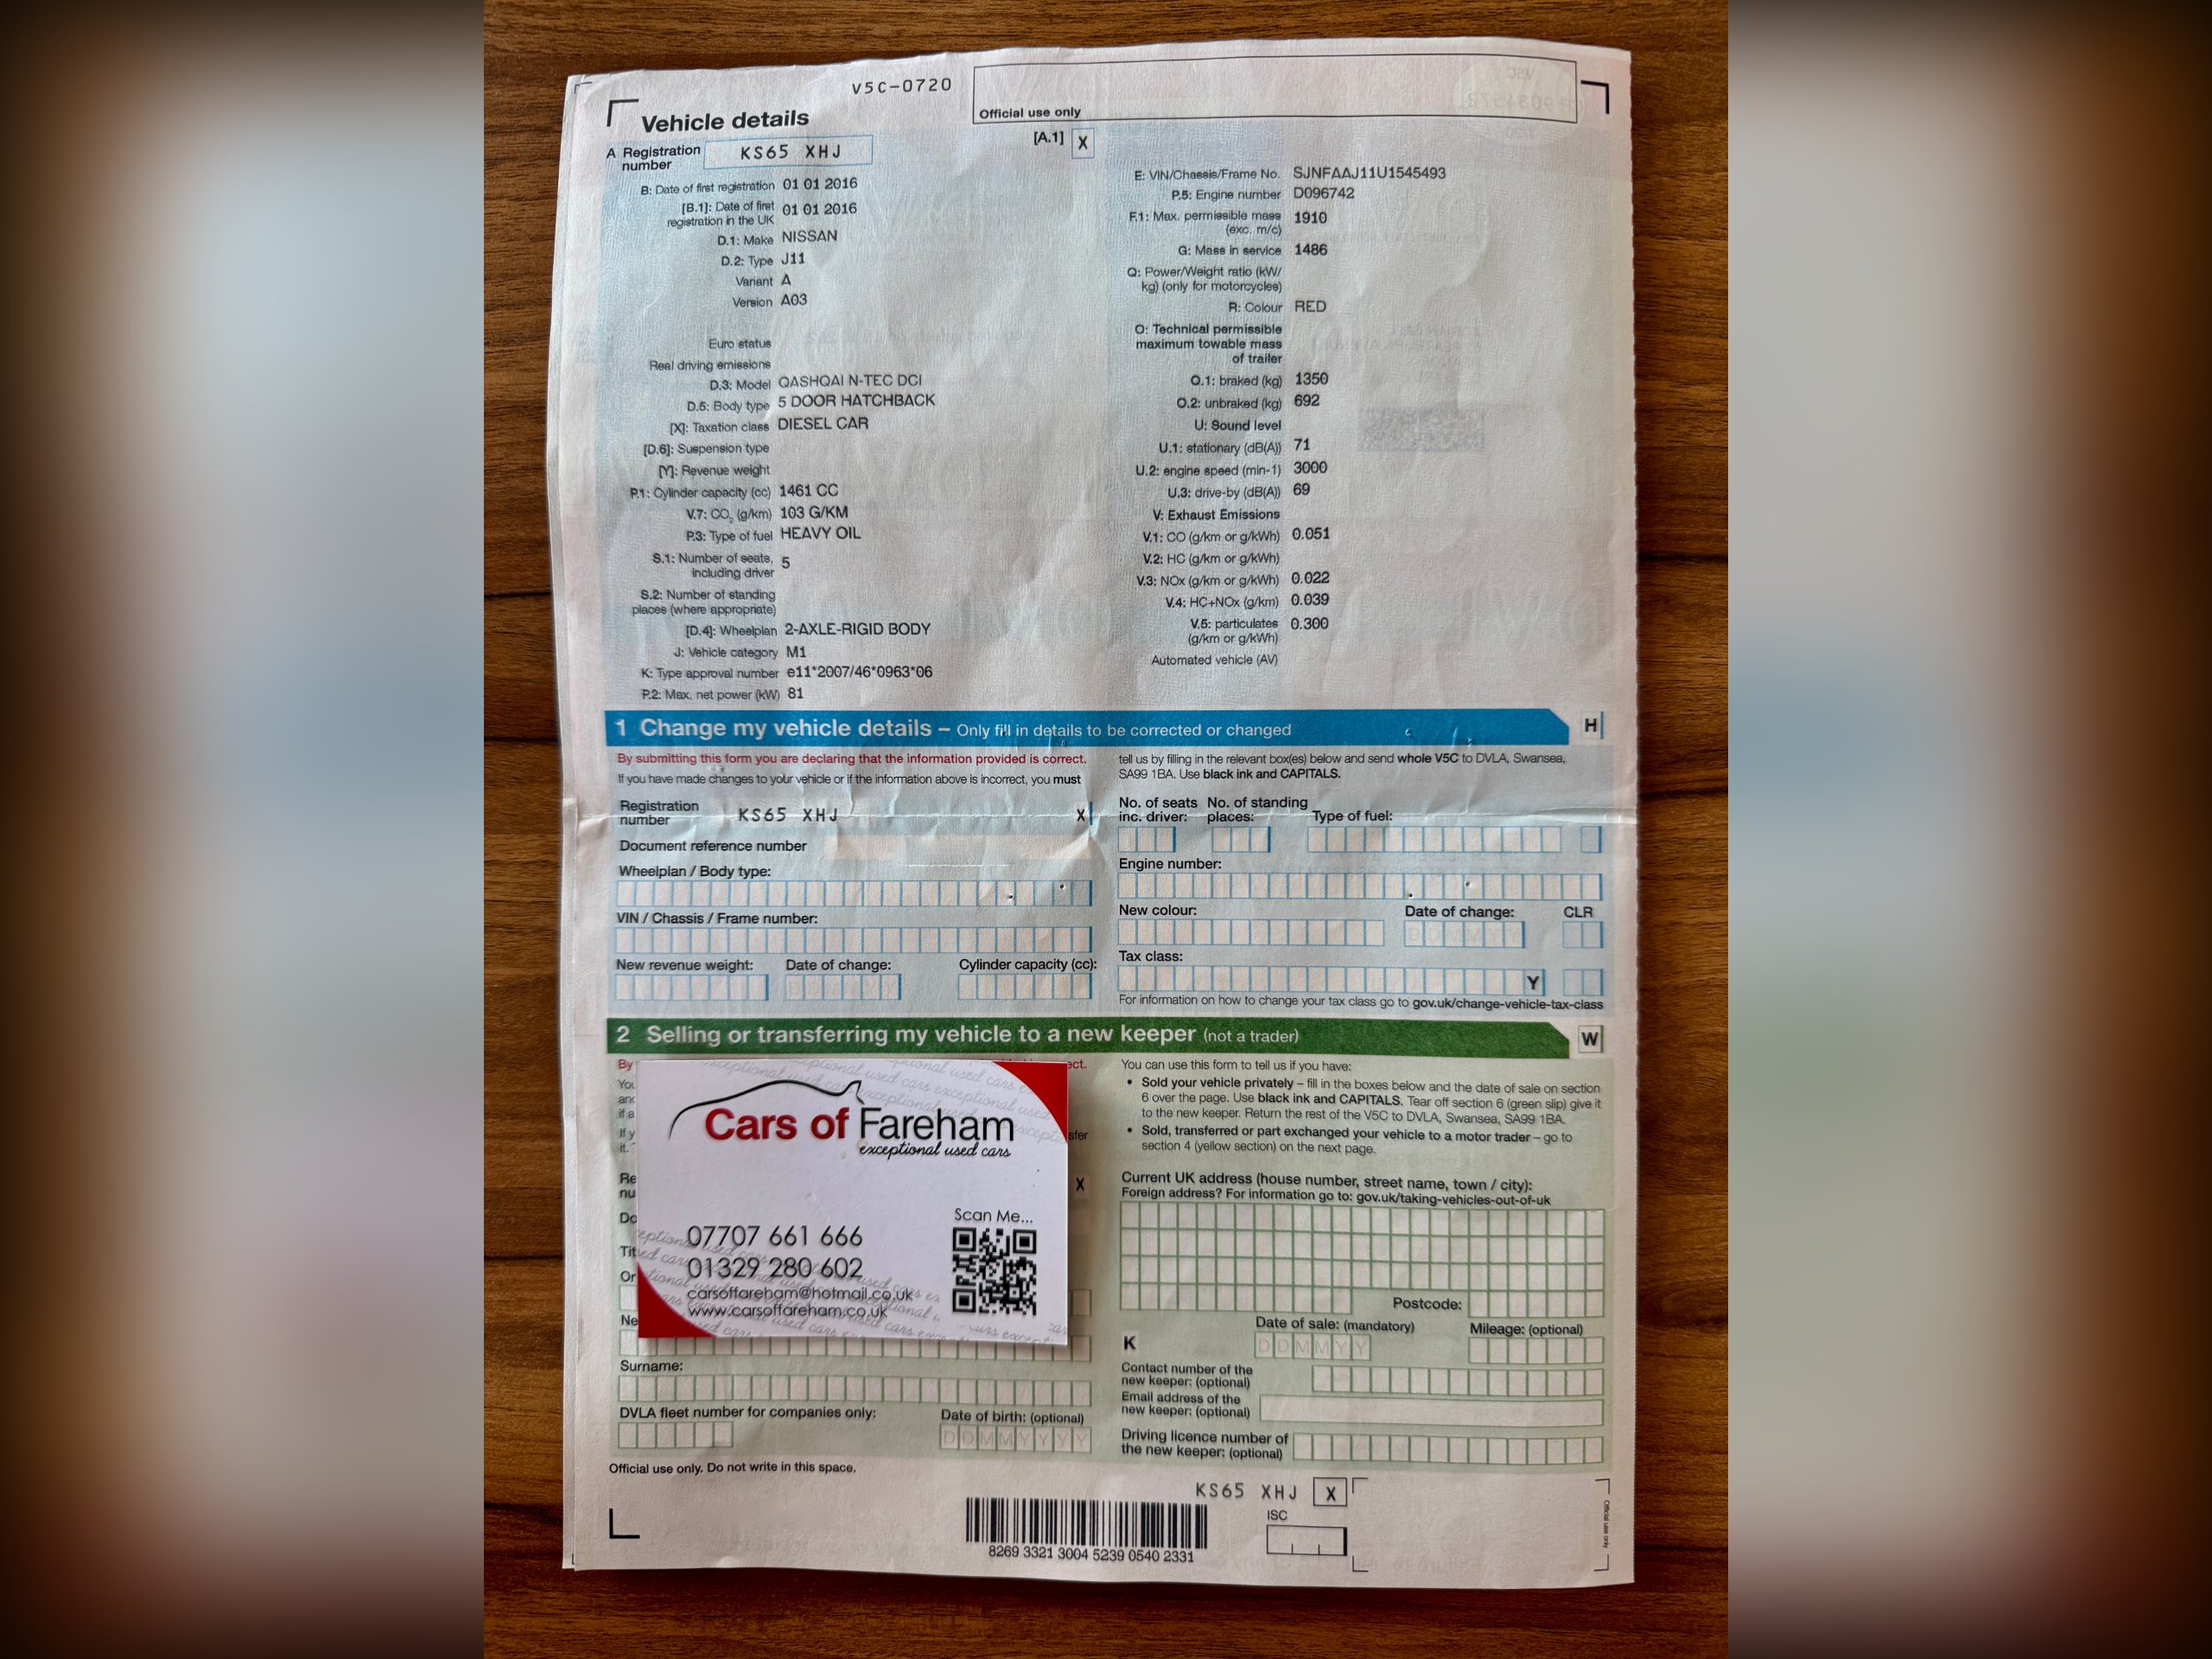 V5C-0720
Official use only
Vehicle details
[A.1] X
A Registration number KS65 XHJ
B: Date of first registration 01 01 2016
[B.1]: Date of first registration in the UK 01 01 2016
D.1: Make NISSAN
D.2: Type J11
Variant A
Version A03
Euro status
Real driving emissions
D.3: Model QASHQAI N-TEC DCI
D.5: Body type 5 DOOR HATCHBACK
[X]: Taxation class DIESEL CAR
[D.6]: Suspension type
[Y]: Revenue weight
P.1: Cylinder capacity (cc) 1461 CC
V.7: CO2 (g/km) 103 G/KM
P.3: Type of fuel HEAVY OIL
S.1: Number of seats, including driver 5
S.2: Number of standing places (where appropriate)
[D.4]: Wheelplan 2-AXLE-RIGID BODY
J: Vehicle category M1
K: Type approval number e11*2007/46*0963*06
P.2: Max. net power (kW) 81
E: VIN/Chassis/Frame No. SJNFAAJ11U1545493
P.5: Engine number D096742
F.1: Max. permissible mass (exc. m/c) 1910
G: Mass in service 1486
Q: Power/Weight ratio (kW/kg) (only for motorcycles)
R: Colour RED
O: Technical permissible maximum towable mass of trailer
O.1: braked (kg) 1350
O.2: unbraked (kg) 692
U: Sound level
U.1: stationary (dB(A)) 71
U.2: engine speed (min-1) 3000
U.3: drive-by (dB(A)) 69
V: Exhaust Emissions
V.1: CO (g/km or g/kWh) 0.051
V.2: HC (g/km or g/kWh)
V.3: NOx (g/km or g/kWh) 0.022
V.4: HC+NOx (g/km) 0.039
V.5: particulates (g/km or g/kWh) 0.300
Automated vehicle (AV)
1 Change my vehicle details – Only fill in details to be corrected or changed H
By submitting this form you are declaring that the information provided is correct.
If you have made changes to your vehicle or if the information above is incorrect, you must
tell us by filling in the relevant box(es) below and send whole V5C to DVLA, Swansea,
SA99 1BA. Use black ink and CAPITALS.
Registration number KS65 XHJ X
Document reference number
Wheelplan / Body type:
VIN / Chassis / Frame number:
New revenue weight: Date of change: Cylinder capacity (cc):
No. of seats inc. driver: No. of standing places: Type of fuel:
Engine number:
New colour: Date of change: CLR
Tax class:
Y
For information on how to change your tax class go to gov.uk/change-vehicle-tax-class
2 Selling or transferring my vehicle to a new keeper (not a trader) W
By
ect.
You
and
if a
If y
sfer
it.
Re
nu
X
Do
Tit
Or
Ne
Cars of Fareham
exceptional used cars
Scan Me...
07707 661 666
01329 280 602
carsoffareham@hotmail.co.uk
www.carsoffareham.co.uk
Surname:
DVLA fleet number for companies only: Date of birth: (optional)
D D M M Y Y Y Y
You can use this form to tell us if you have:
• Sold your vehicle privately – fill in the boxes below and the date of sale on section
6 over the page. Use black ink and CAPITALS. Tear off section 6 (green slip) give it
to the new keeper. Return the rest of the V5C to DVLA, Swansea, SA99 1BA.
• Sold, transferred or part exchanged your vehicle to a motor trader – go to
section 4 (yellow section) on the next page.
Current UK address (house number, street name, town / city):
Foreign address? For information go to: gov.uk/taking-vehicles-out-of-uk
Postcode:
K Date of sale: (mandatory) Mileage: (optional)
D D M M Y Y
Contact number of the new keeper: (optional)
Email address of the new keeper: (optional)
Driving licence number of the new keeper: (optional)
Official use only. Do not write in this space.
KS65 XHJ X
ISC
8269 3321 3004 5239 0540 2331
Official use only